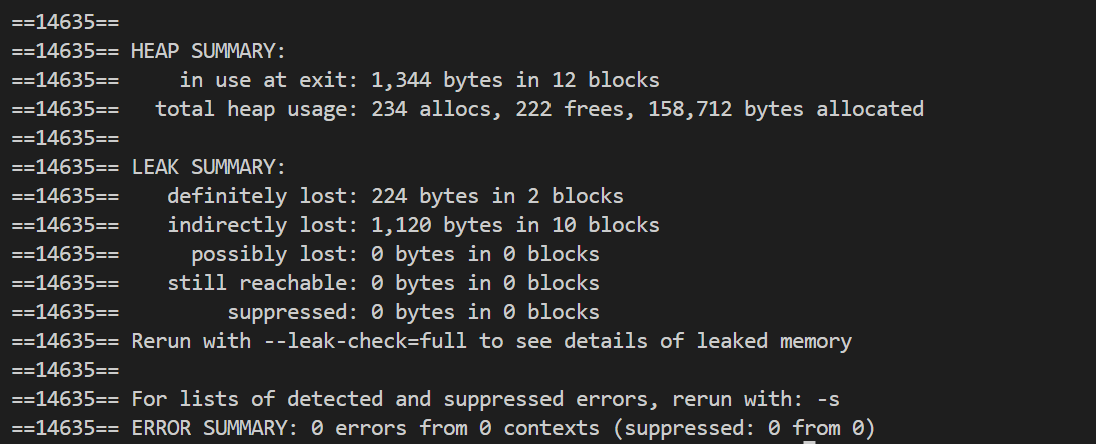 ==14635==
==14635== HEAP SUMMARY:
==14635==     in use at exit: 1,344 bytes in 12 blocks
==14635==   total heap usage: 234 allocs, 222 frees, 158,712 bytes allocated
==14635==
==14635== LEAK SUMMARY:
==14635==    definitely lost: 224 bytes in 2 blocks
==14635==    indirectly lost: 1,120 bytes in 10 blocks
==14635==      possibly lost: 0 bytes in 0 blocks
==14635==    still reachable: 0 bytes in 0 blocks
==14635==         suppressed: 0 bytes in 0 blocks
==14635== Rerun with --leak-check=full to see details of leaked memory
==14635==
==14635== For lists of detected and suppressed errors, rerun with: -s
==14635== ERROR SUMMARY: 0 errors from 0 contexts (suppressed: 0 from 0)